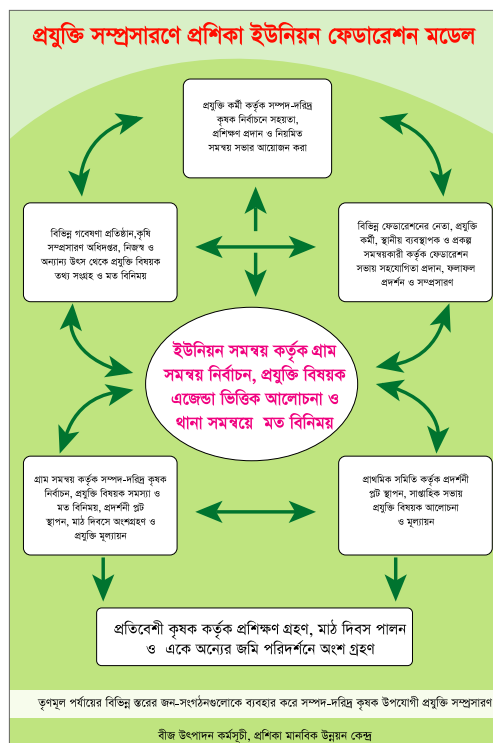 প্রযুক্তি সম্প্রসারণে প্রশিকা ইউনিয়ন ফেডারেশন মডেল
প্রযুক্তি কর্মী কর্তৃক সম্পদ-দরিদ্র
কৃষক নির্বাচনে সহয়তা,
প্রশিক্ষণ প্রদান ও নিয়মিত
সমন্বয় সভার আয়োজন করা
বিভিন্ন গবেষণা প্রতিষ্ঠান,কৃষি
সম্প্রসারণ অধিদপ্তর, নিজস্ব ও
অন্যান্য উৎস থেকে প্রযুক্তি বিষয়ক
তথ্য সংগ্রহ ও মত বিনিময়
বিভিন্ন ফেডারেশনের নেতা, প্রযুক্তি
কর্মী, স্থানীয় ব্যবস্থাপক ও প্রকল্প
সমন্বয়কারী কর্তৃক ফেডারেশন
সভায় সহযোগিতা প্রদান, ফলাফল
প্রদর্শন ও সম্প্রসারণ
ইউনিয়ন সমন্বয় কর্তৃক গ্রাম
সমন্বয় নির্বাচন, প্রযুক্তি বিষয়ক
এজেন্ডা ভিত্তিক আলোচনা ও
থানা সমন্বয়ে মত বিনিময়
গ্রাম সমন্বয় কর্তৃক সম্পদ-দরিদ্র কৃষক
নির্বাচন, প্রযুক্তি বিষয়ক সমস্যা ও
মত বিনিময়, প্রদর্শনী প্লট
স্থাপন, মাঠ দিবসে অংশগ্রহণ ও
প্রযুক্তি মূল্যায়ন
প্রাথমিক সমিতি কর্তৃক প্রদর্শনী
প্লট স্থাপন, সাপ্তাহিক সভায়
প্রযুক্তি বিষয়ক আলোচনা
ও মূল্যায়ন
প্রতিবেশী কৃষক কর্তৃক প্রশিক্ষণ গ্রহণ, মাঠ দিবস পালন
ও একে অন্যের জমি পরিদর্শনে অংশ গ্রহণ
তৃণমূল পর্যায়ের বিভিন্ন স্তরের জন-সংগঠনগুলোকে ব্যবহার করে সম্পদ-দরিদ্র কৃষক উপযোগী প্রযুক্তি সম্প্রসারণ
বীজ উৎপাদন কর্মসূচী, প্রশিকা মানবিক উন্নয়ন কেন্দ্র